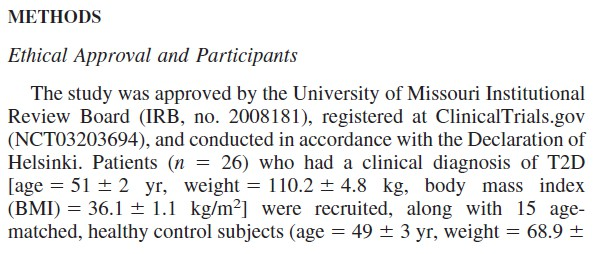 METHODS
Ethical Approval and Participants
The study was approved by the University of Missouri Institutional
Review Board (IRB, no. 2008181), registered at ClinicalTrials.gov
(NCT03203694), and conducted in accordance with the Declaration of
Helsinki. Patients (n = 26) who had a clinical diagnosis of T2D
[age = 51 ± 2 yr, weight = 110.2 ± 4.8 kg, body mass index
(BMI) = 36.1 ± 1.1 kg/m²] were recruited, along with 15 age-
matched, healthy control subjects (age = 49 ± 3 yr, weight = 68.9 ±